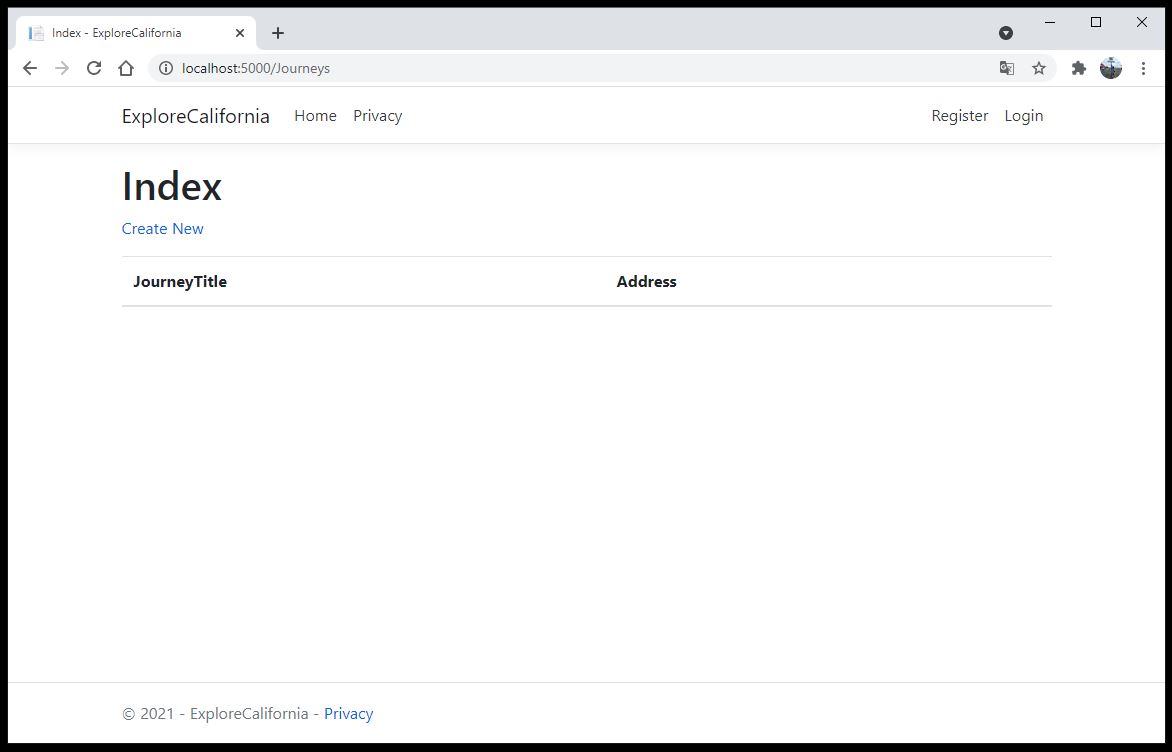 Index - ExploreCalifornia
localhost:5000/Journeys
ExploreCalifornia Home Privacy Register Login
Index
Create New
JourneyTitle Address
© 2021 - ExploreCalifornia - Privacy